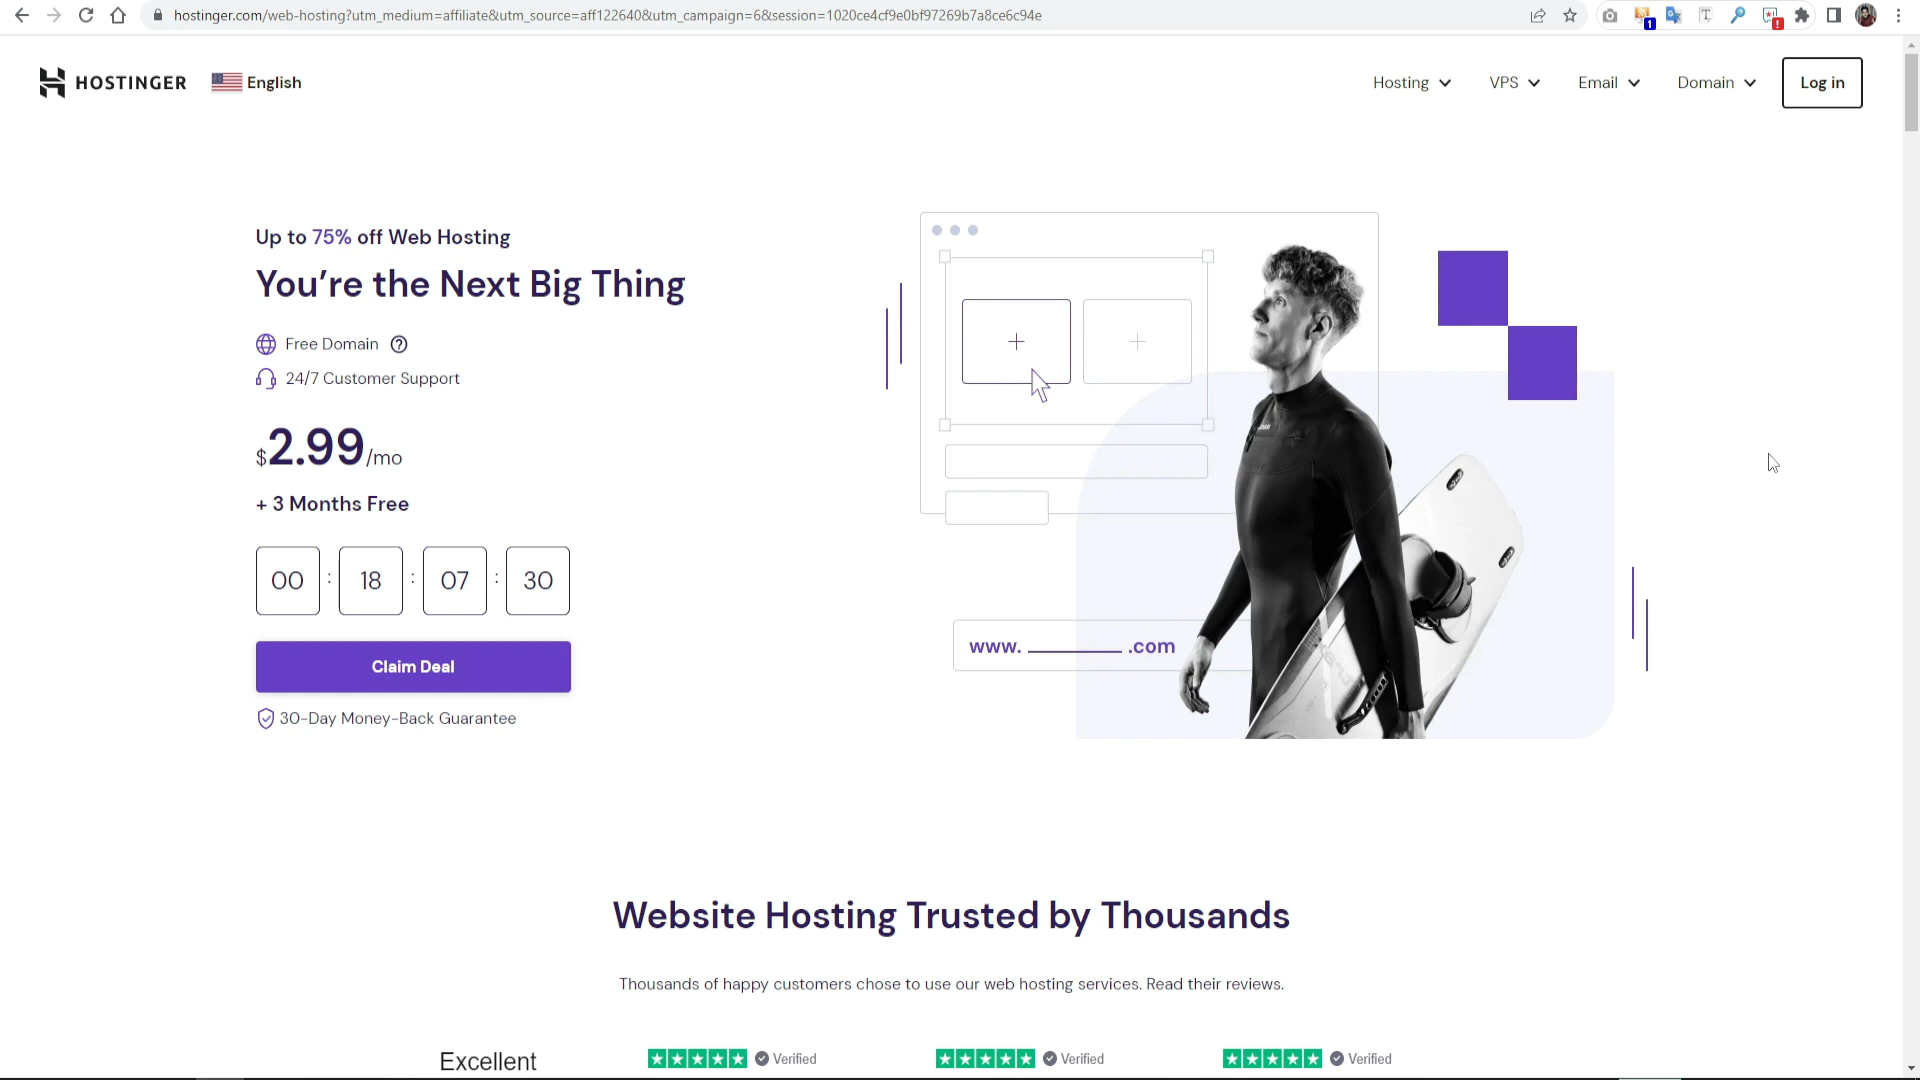 hostinger.com/web-hosting?utm_medium=affiliate&utm_source=aff122640&utm_campaign=6&session=1020ce4cf9e0bf97269b7a8ce6c94e
1
HOSTINGER
English
Hosting
VPS
Email
Domain
Log in
Up to 75% off Web Hosting
You’re the Next Big Thing
Free Domain
24/7 Customer Support
$2.99/mo
+ 3 Months Free
00 : 18 : 07 : 30
Claim Deal
30-Day Money-Back Guarantee
www. ________ .com
Website Hosting Trusted by Thousands
Thousands of happy customers chose to use our web hosting services. Read their reviews.
Excellent
Verified
Verified
Verified